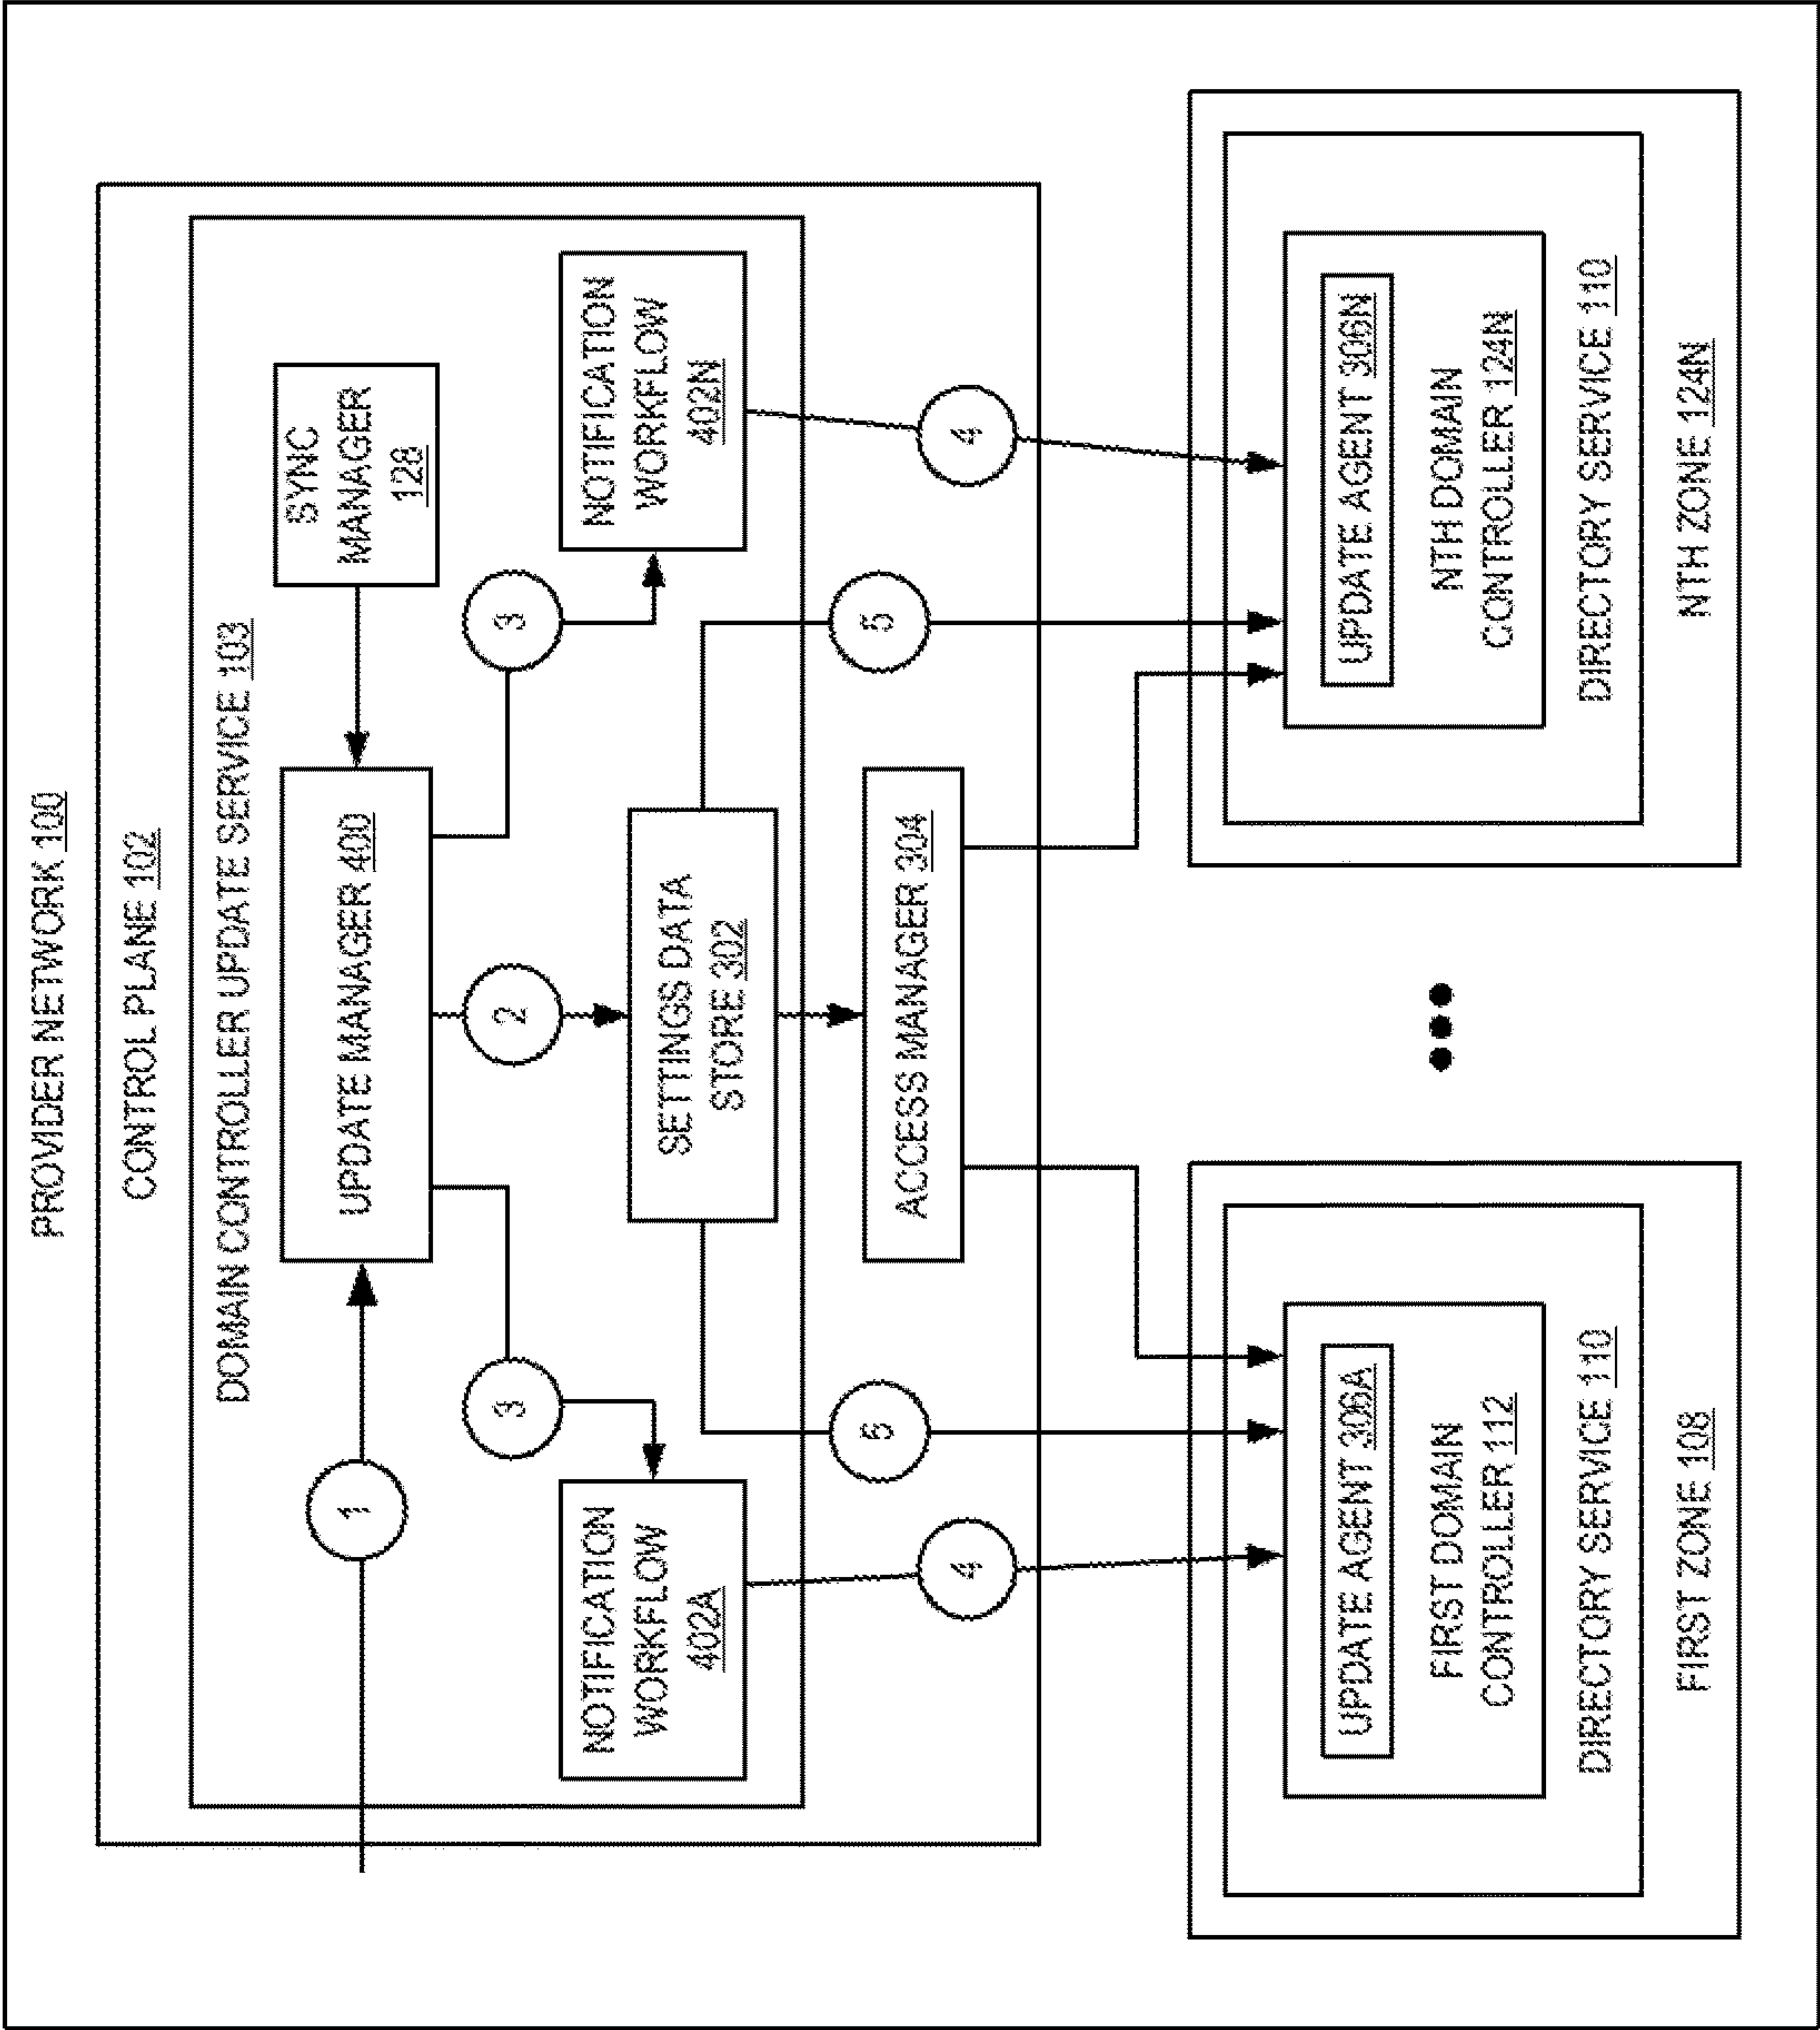 PROVIDER NETWORK 100
CONTROL PLANE 102
DOMAIN CONTROLLER UPDATE SERVICE 103
1
UPDATE MANAGER 400
SYNC
MANAGER
128
3
2
3
NOTIFICATION
WORKFLOW
402A
SETTINGS DATA
STORE 302
NOTIFICATION
WORKFLOW
402N
5
5
ACCESS MANAGER 304
4
4
UPDATE AGENT 306A
FIRST DOMAIN
CONTROLLER 112
DIRECTORY SERVICE 110
FIRST ZONE 108
UPDATE AGENT 306N
NTH DOMAIN
CONTROLLER 124N
DIRECTORY SERVICE 110
NTH ZONE 124N